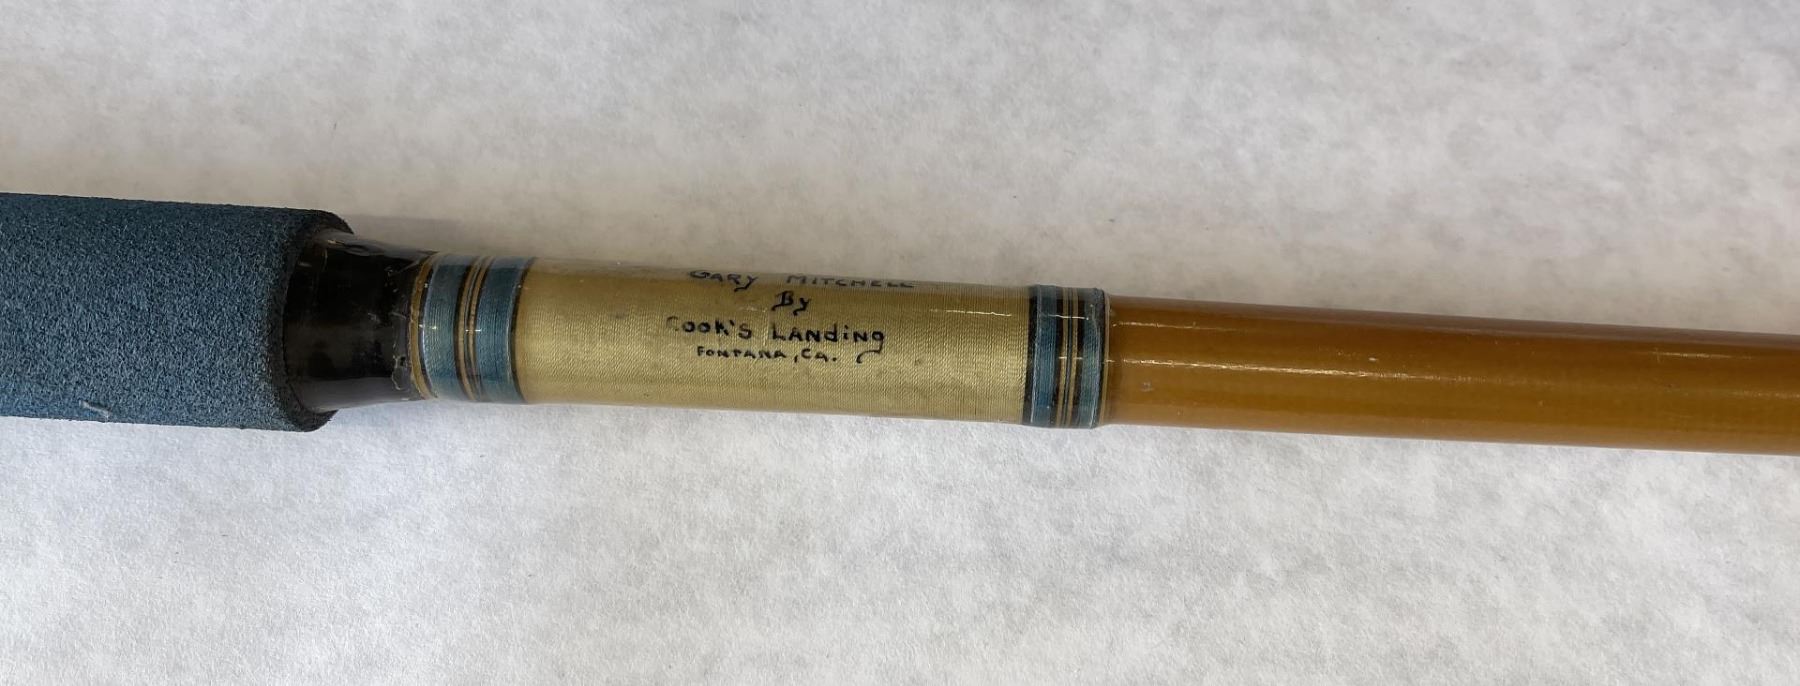 GARY MITCHELL
By
COOK'S LANDiNg
FONTANA, CA.